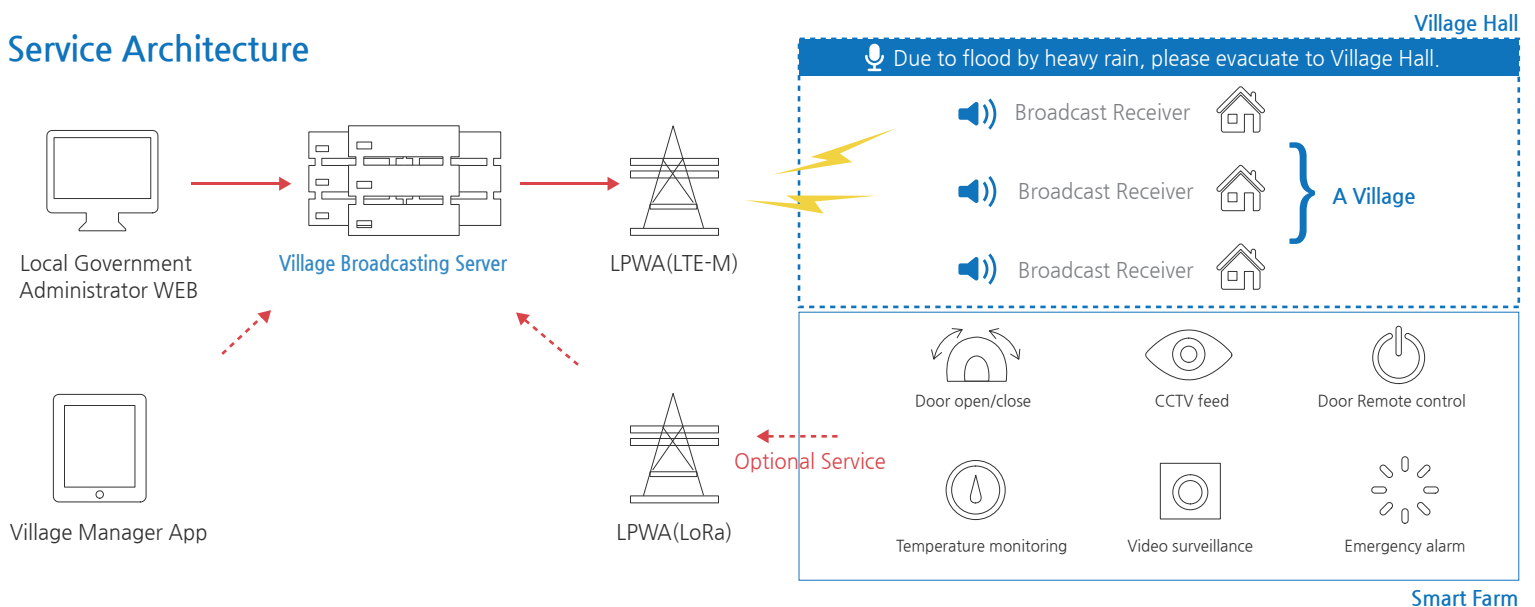 Service Architecture
Village Hall
Due to flood by heavy rain, please evacuate to Village Hall.
Broadcast Receiver
Broadcast Receiver
Broadcast Receiver
A Village
Local Government
Administrator WEB
Village Broadcasting Server
LPWA(LTE-M)
Village Manager App
LPWA(LoRa)
Optional Service
Door open/close
CCTV feed
Door Remote control
Temperature monitoring
Video surveillance
Emergency alarm
Smart Farm